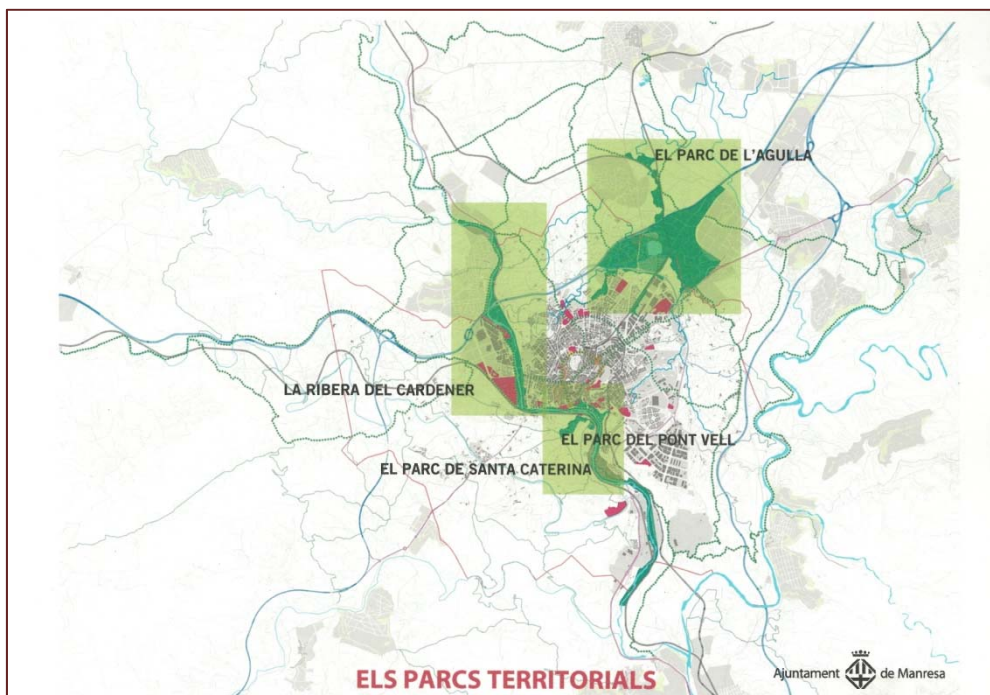 EL PARC DE L'AGULLA
LA RIBERA DEL CARDENER
EL PARC DEL PONT VELL
EL PARC DE SANTA CATERINA
ELS PARCS TERRITORIALS
Ajuntament de Manresa